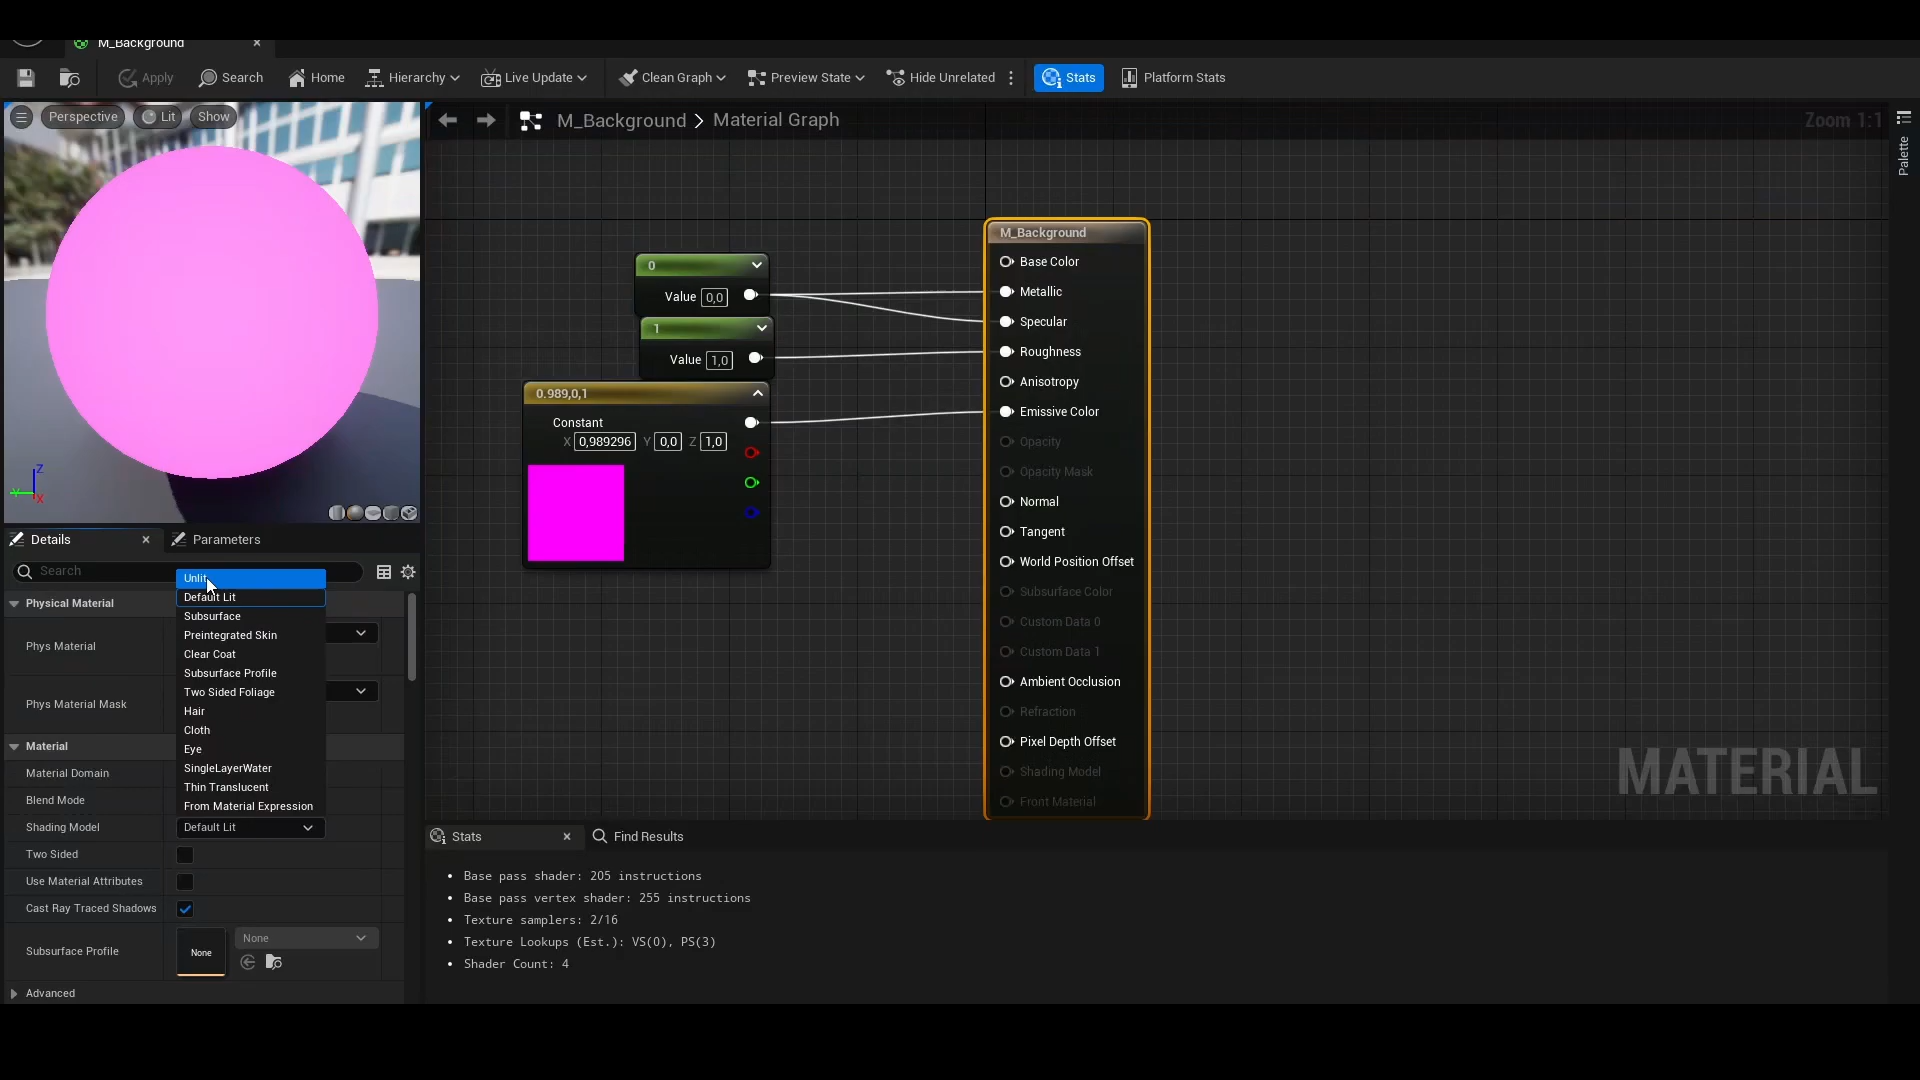 M_Background
Apply
Search
Home
Hierarchy
Live Update
Clean Graph
Preview State
Hide Unrelated
Stats
Platform Stats
Perspective
Lit
Show
M_Background > Material Graph
Zoom 1:1
Palette
M_Background
Base Color
Metallic
Specular
Roughness
Anisotropy
Emissive Color
Opacity
Opacity Mask
Normal
Tangent
World Position Offset
Subsurface Color
Custom Data 0
Custom Data 1
Ambient Occlusion
Refraction
Pixel Depth Offset
Shading Model
Front Material
0
Value 0,0
1
Value 1,0
0.989,0,1
Constant
X 0,989296 Y 0,0 Z 1,0
MATERIAL
Z
Y
X
Details
Parameters
Search
Unlit
Default Lit
Subsurface
Preintegrated Skin
Clear Coat
Subsurface Profile
Two Sided Foliage
Hair
Cloth
Eye
SingleLayerWater
Thin Translucent
From Material Expression
Physical Material
Phys Material
Phys Material Mask
Material
Material Domain
Blend Mode
Shading Model
Default Lit
Two Sided
Use Material Attributes
Cast Ray Traced Shadows
Subsurface Profile
None
None
Advanced
Stats
Find Results
Base pass shader: 205 instructions
Base pass vertex shader: 255 instructions
Texture samplers: 2/16
Texture Lookups (Est.): VS(0), PS(3)
Shader Count: 4